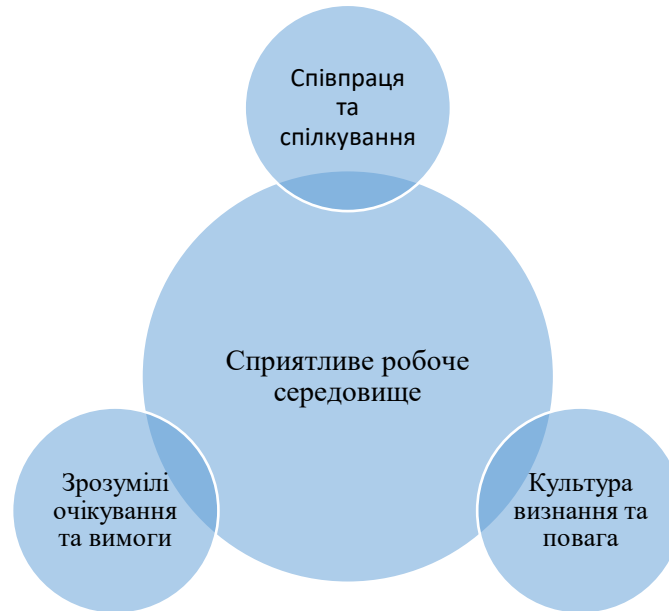 Співпраця
та
спілкування
Сприятливе робоче
середовище
Зрозумілі
очікування
та вимоги
Культура
визнання та
повага